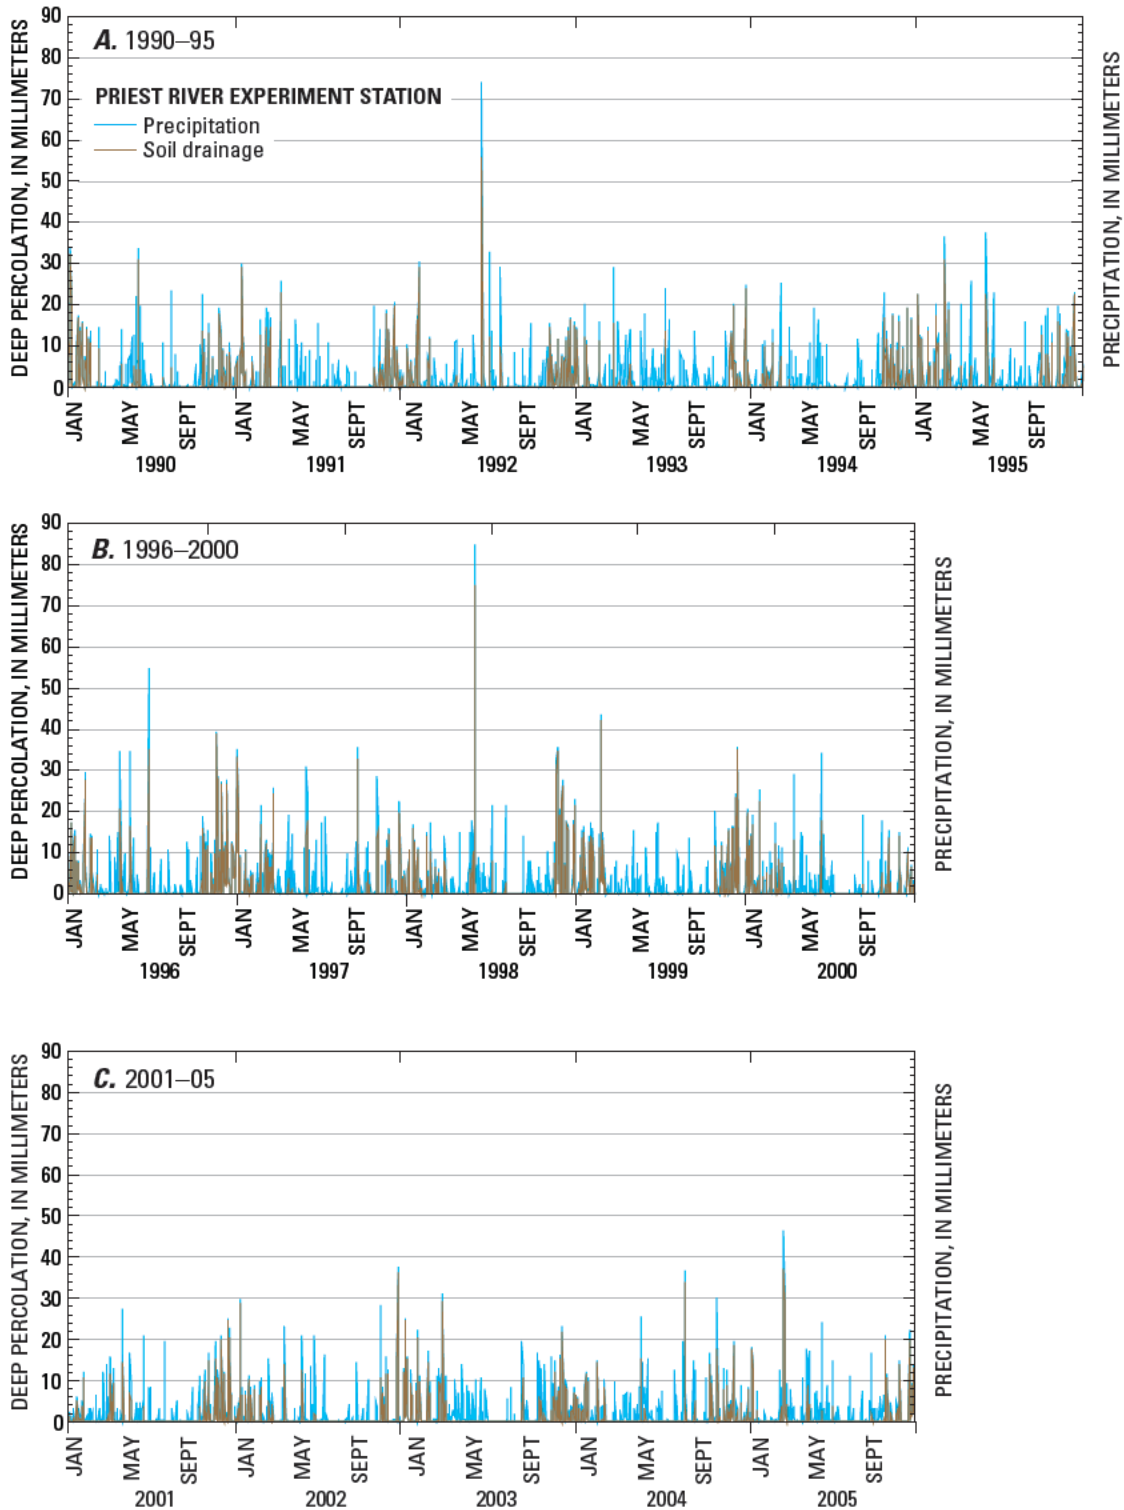 A. 1990–95
PRIEST RIVER EXPERIMENT STATION
Precipitation
Soil drainage
DEEP PERCOLATION, IN MILLIMETERS
90
80
70
60
50
40
30
20
10
0
PRECIPITATION, IN MILLIMETERS
JAN MAY SEPT JAN MAY SEPT JAN MAY SEPT JAN MAY SEPT JAN MAY SEPT JAN MAY SEPT
1990 1991 1992 1993 1994 1995
B. 1996–2000
DEEP PERCOLATION, IN MILLIMETERS
90
80
70
60
50
40
30
20
10
0
PRECIPITATION, IN MILLIMETERS
JAN MAY SEPT JAN MAY SEPT JAN MAY SEPT JAN MAY SEPT JAN MAY SEPT
1996 1997 1998 1999 2000
C. 2001–05
DEEP PERCOLATION, IN MILLIMETERS
90
80
70
60
50
40
30
20
10
0
PRECIPITATION, IN MILLIMETERS
JAN MAY SEPT JAN MAY SEPT JAN MAY SEPT JAN MAY SEPT JAN MAY SEPT
2001 2002 2003 2004 2005